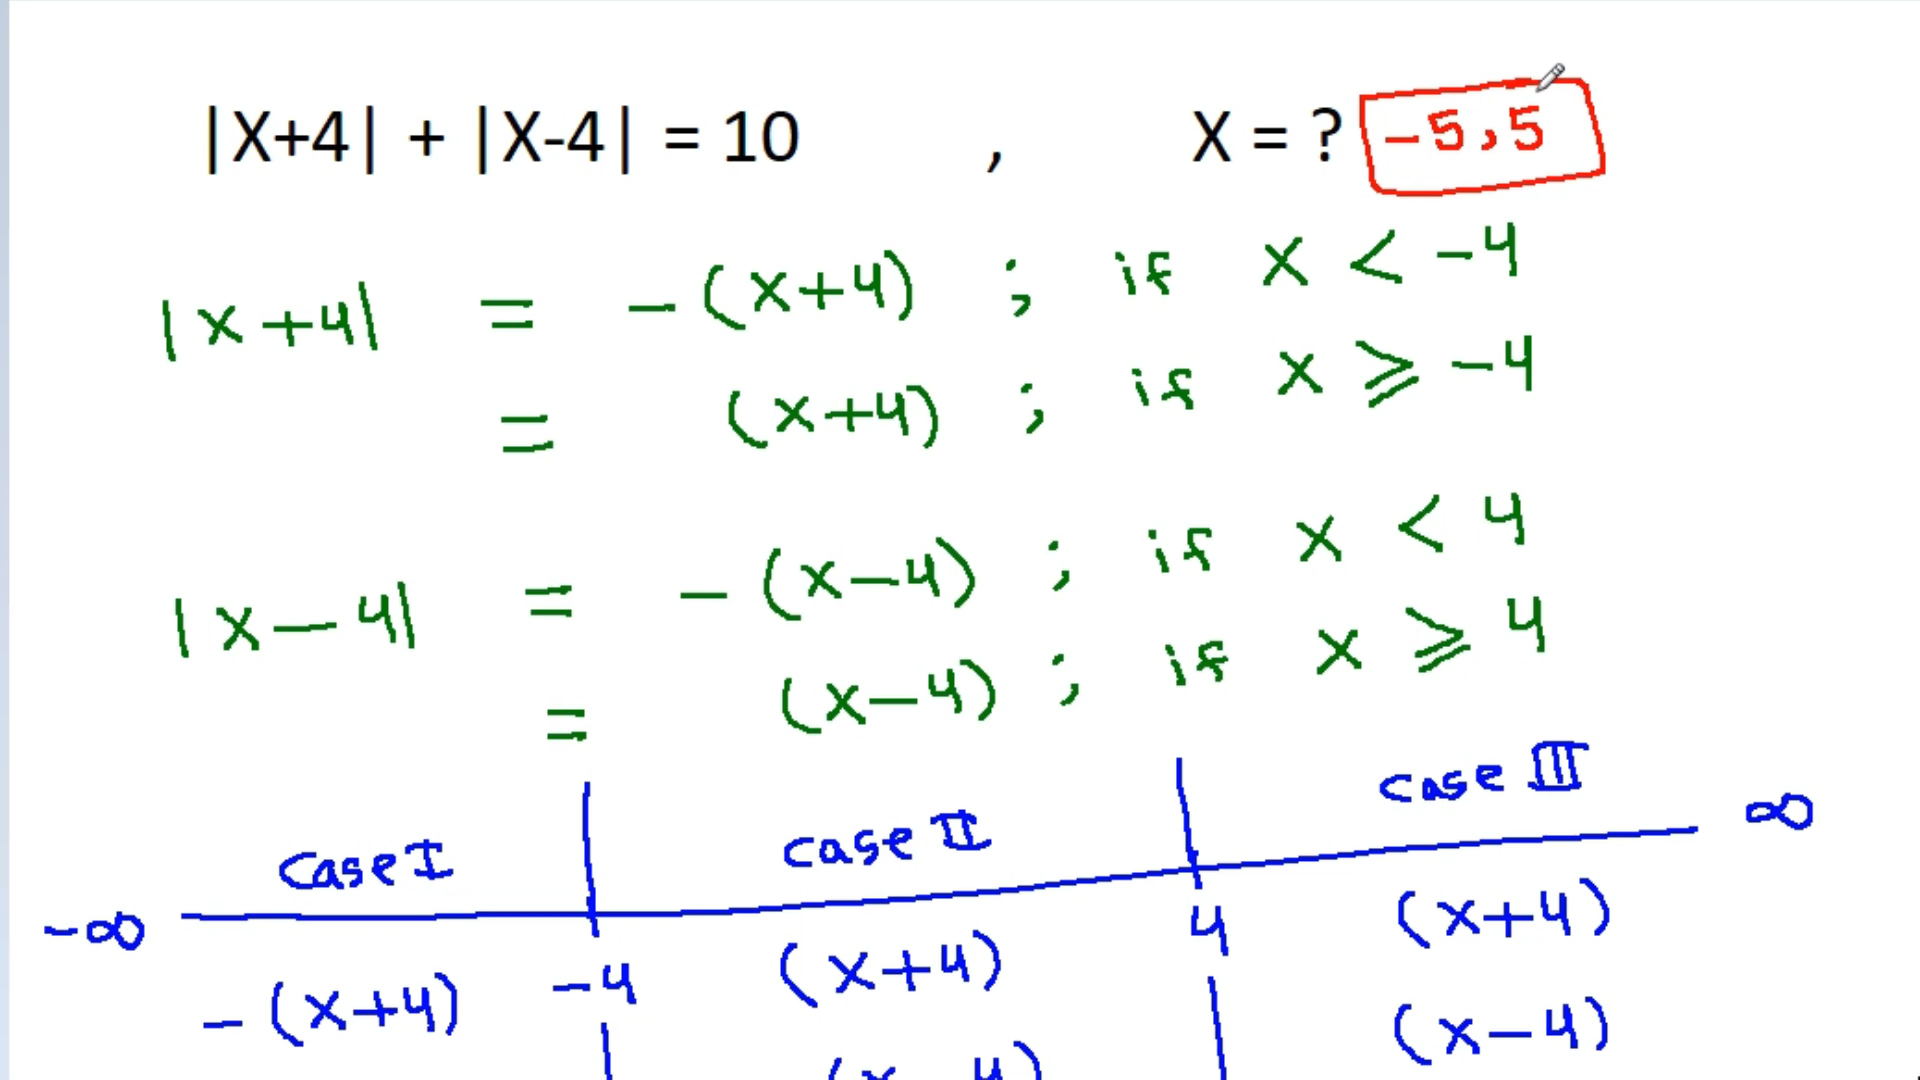 |X+4| + |X-4| = 10 , X = ? -5,5
|x+4| = -(x+4) ; if x < -4
= (x+4) ; if x ⩾ -4
|x-4| = -(x-4) ; if x < 4
= (x-4) ; if x ⩾ 4
Case I case II case III
-∞ -4 4 ∞
-(x+4) (x+4) (x+4)
(x-4)